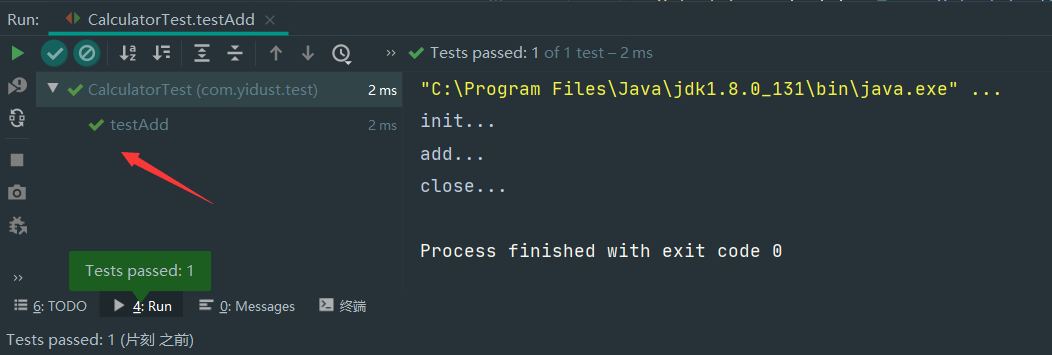 Run: CalculatorTest.testAdd ×
Tests passed: 1 of 1 test – 2 ms
CalculatorTest (com.yidust.test) 2 ms
testAdd 2 ms
"C:\Program Files\Java\jdk1.8.0_131\bin\java.exe" ...
init...
add...
close...
Process finished with exit code 0
Tests passed: 1
6: TODO 4: Run 0: Messages 终端
Tests passed: 1 (片刻 之前)